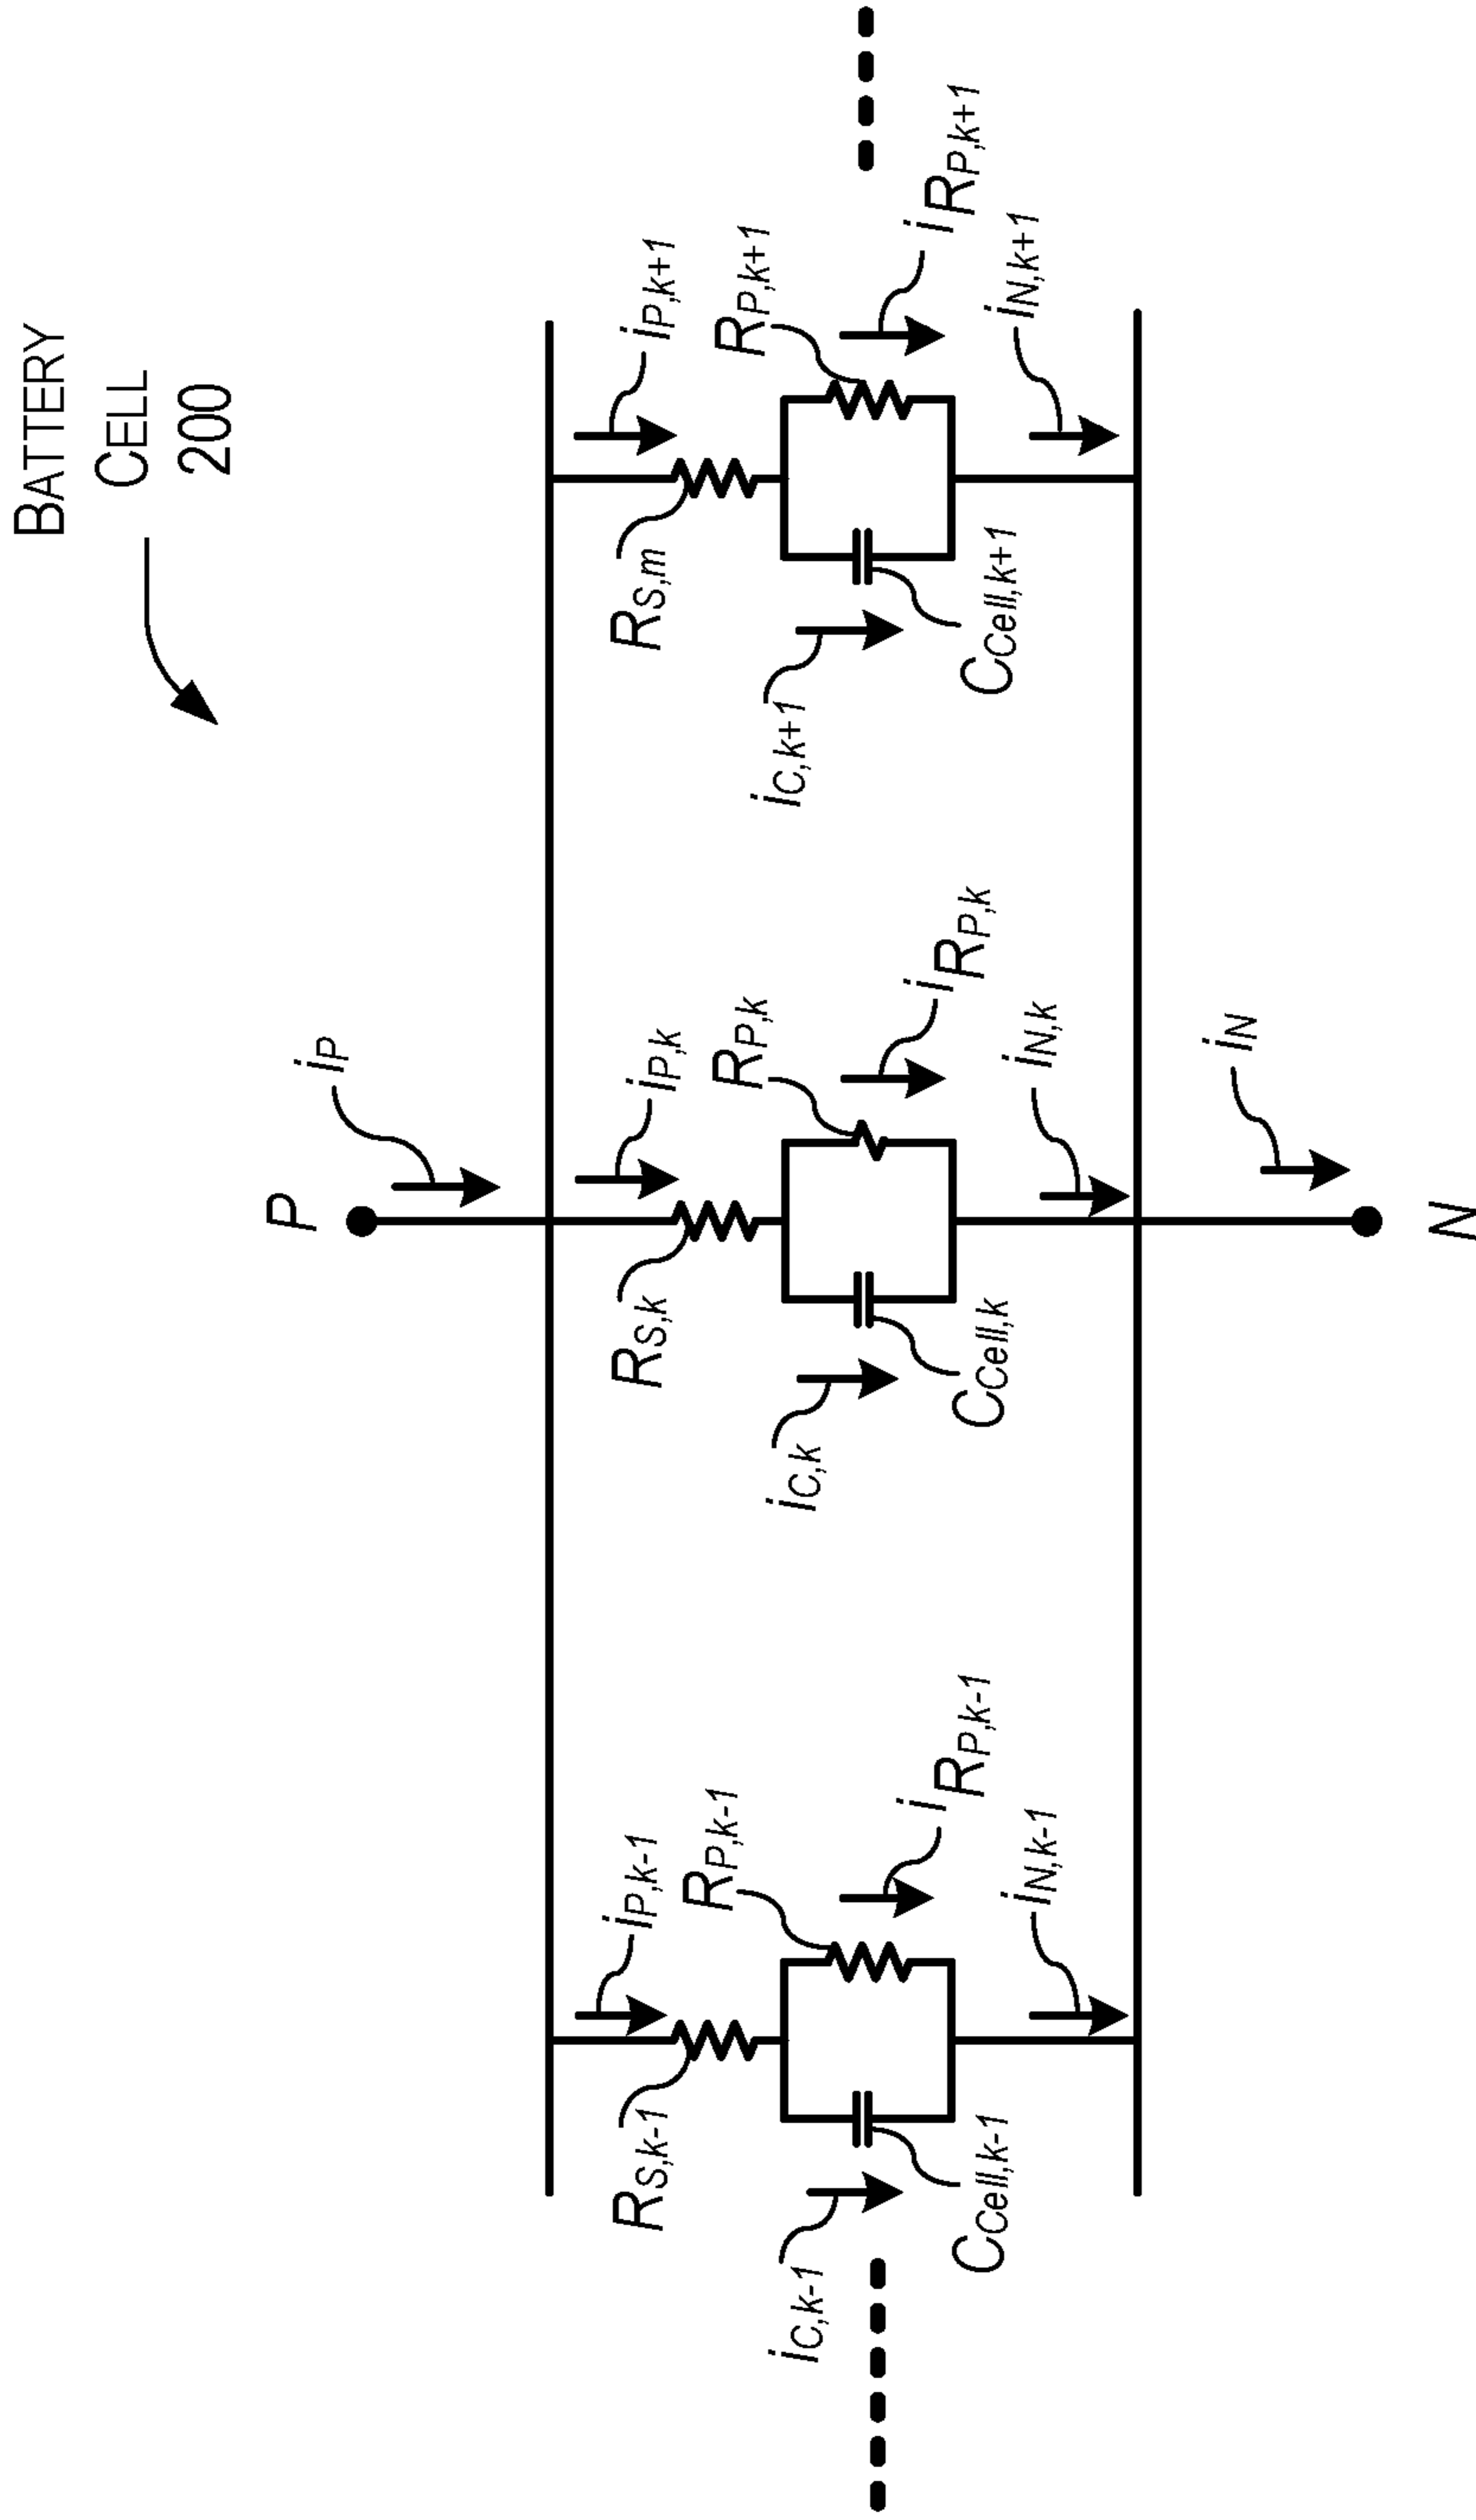 BATTERY
CELL
200
P
iP
iP,k-1
iP,k
iP,k+1
RS,k-1
RS,k
RS,m
RP,k-1
RP,k
RP,k+1
iC,k-1
iC,k
iC,k+1
iRP,k-1
iRP,k
iRP,k+1
CCell,k-1
CCell,k
CCell,k+1
iN,k-1
iN,k
iN,k+1
iN
N